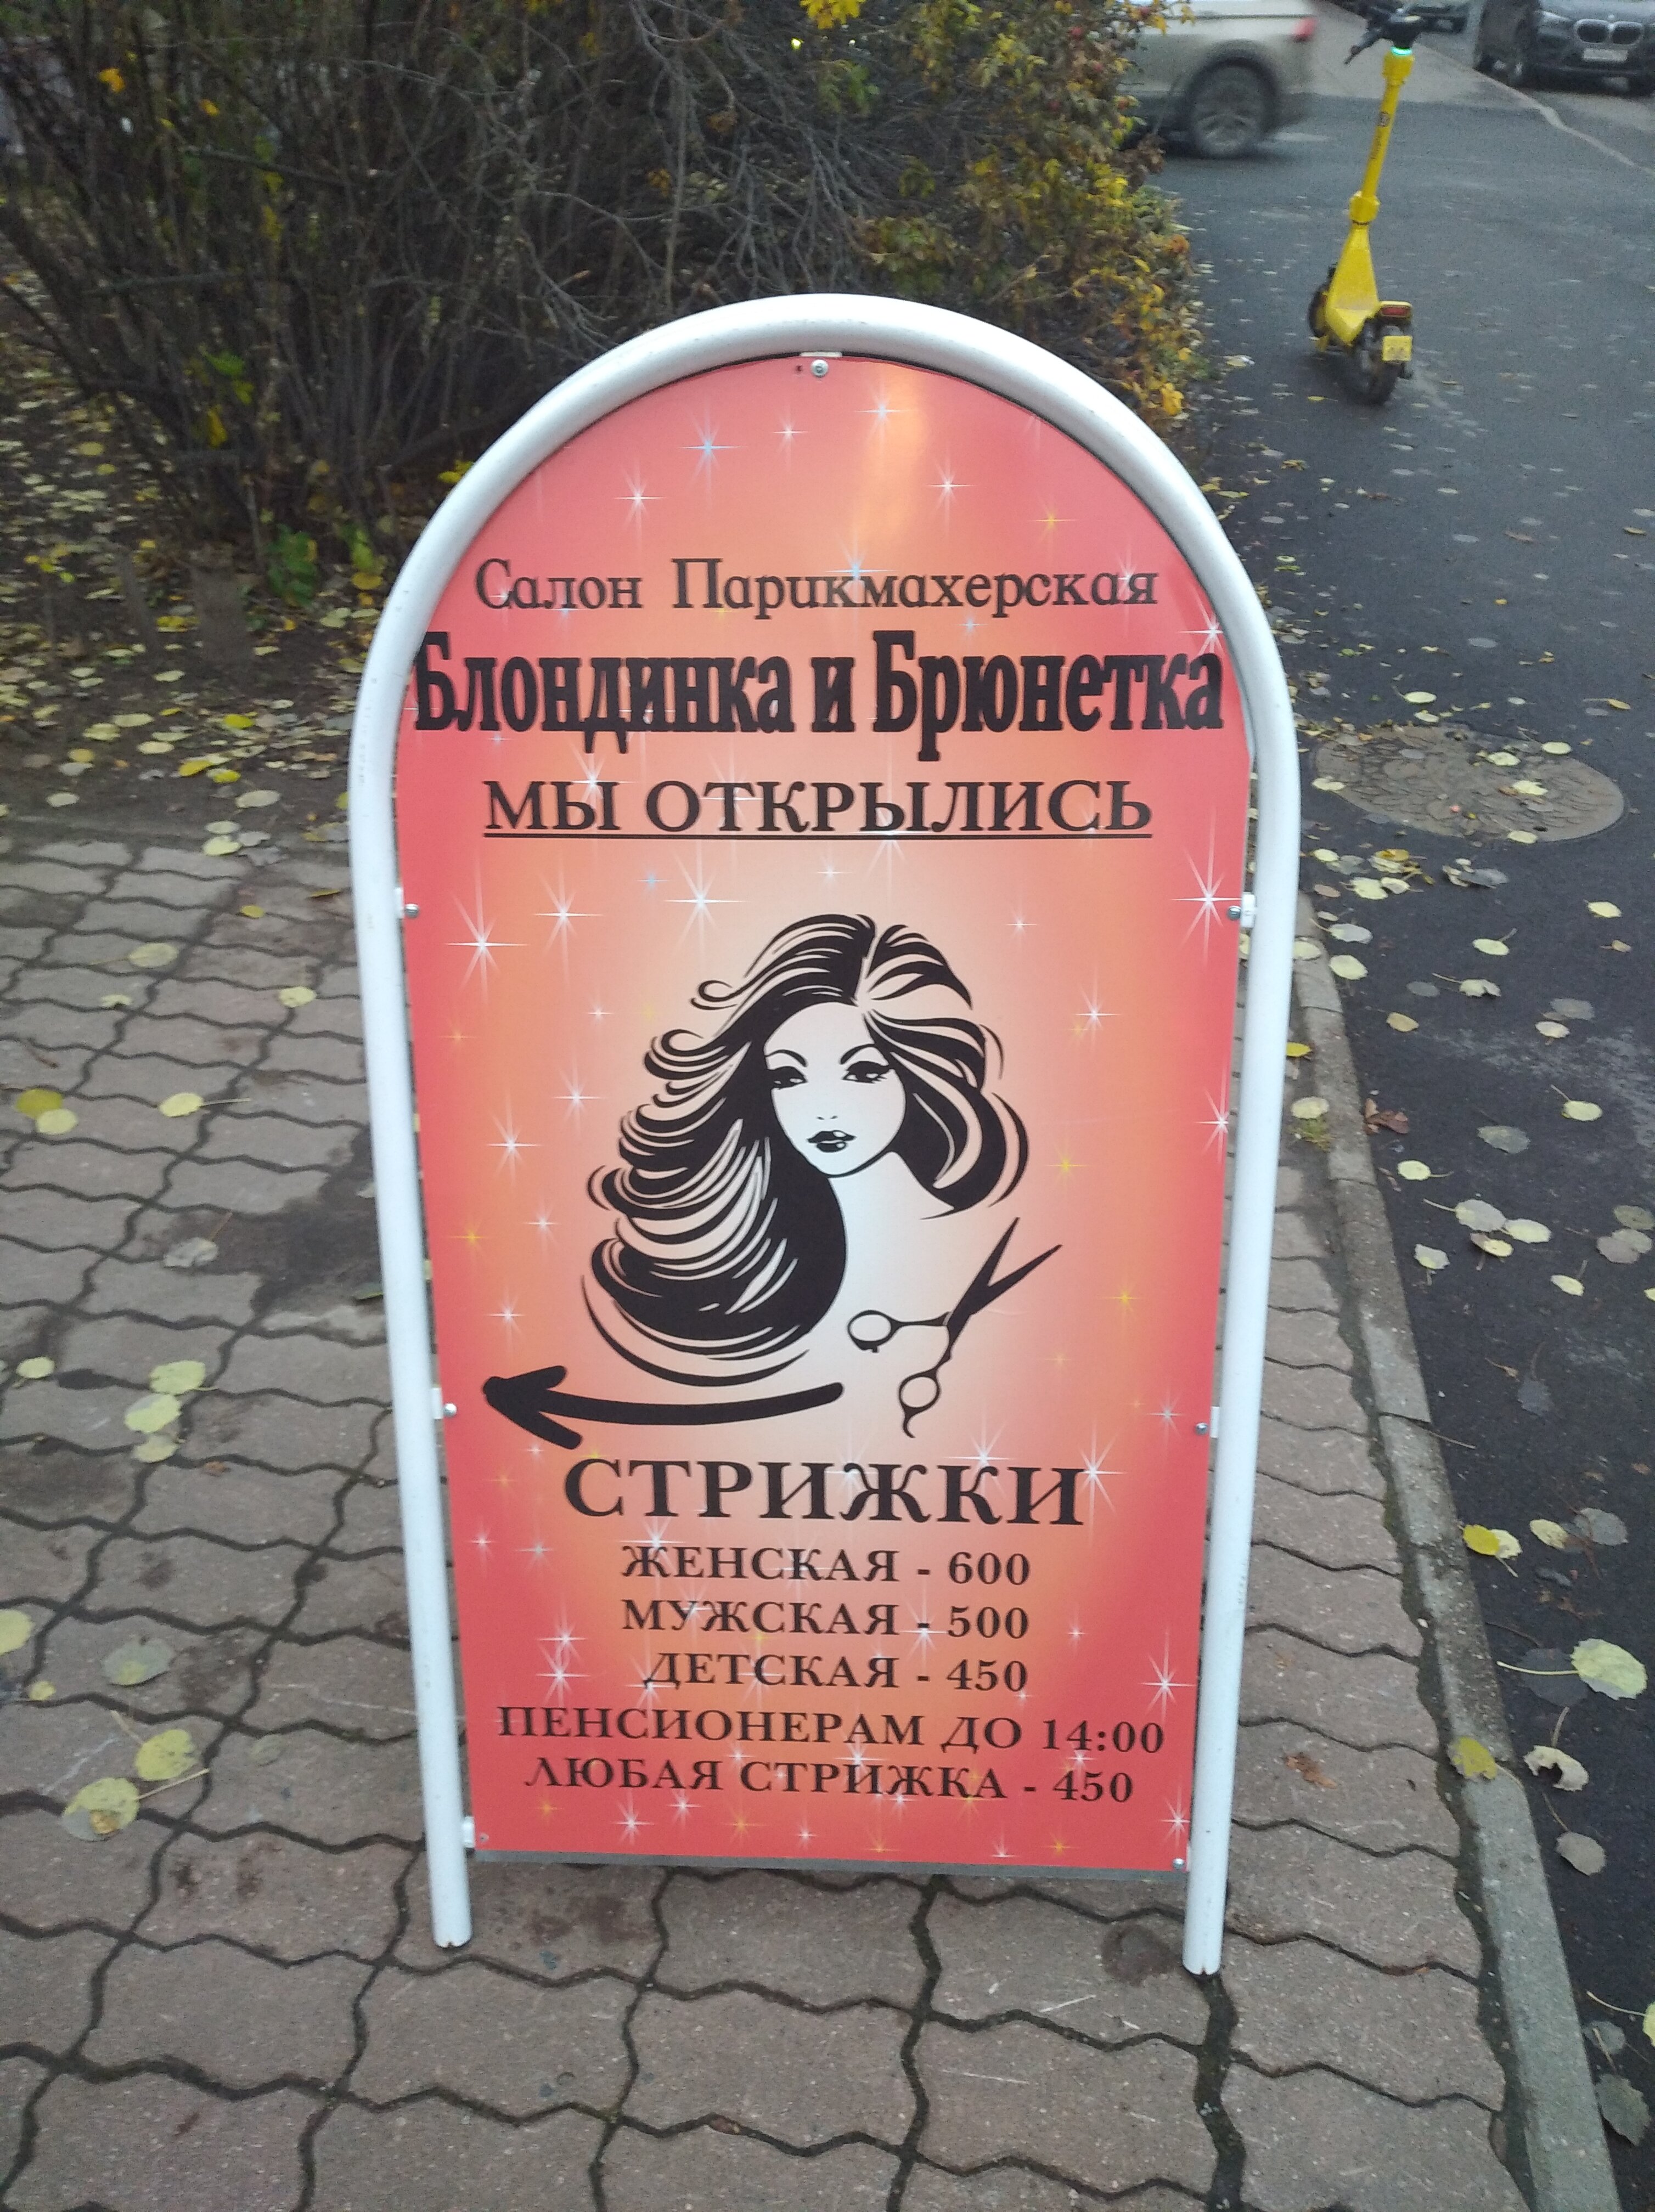 Салон Парикмахерская
Блондинка и Брюнетка
МЫ ОТКРЫЛИСЬ
СТРИЖКИ
ЖЕНСКАЯ - 600
МУЖСКАЯ - 500
ДЕТСКАЯ - 450
ПЕНСИОНЕРАМ ДО 14:00
ЛЮБАЯ СТРИЖКА - 450